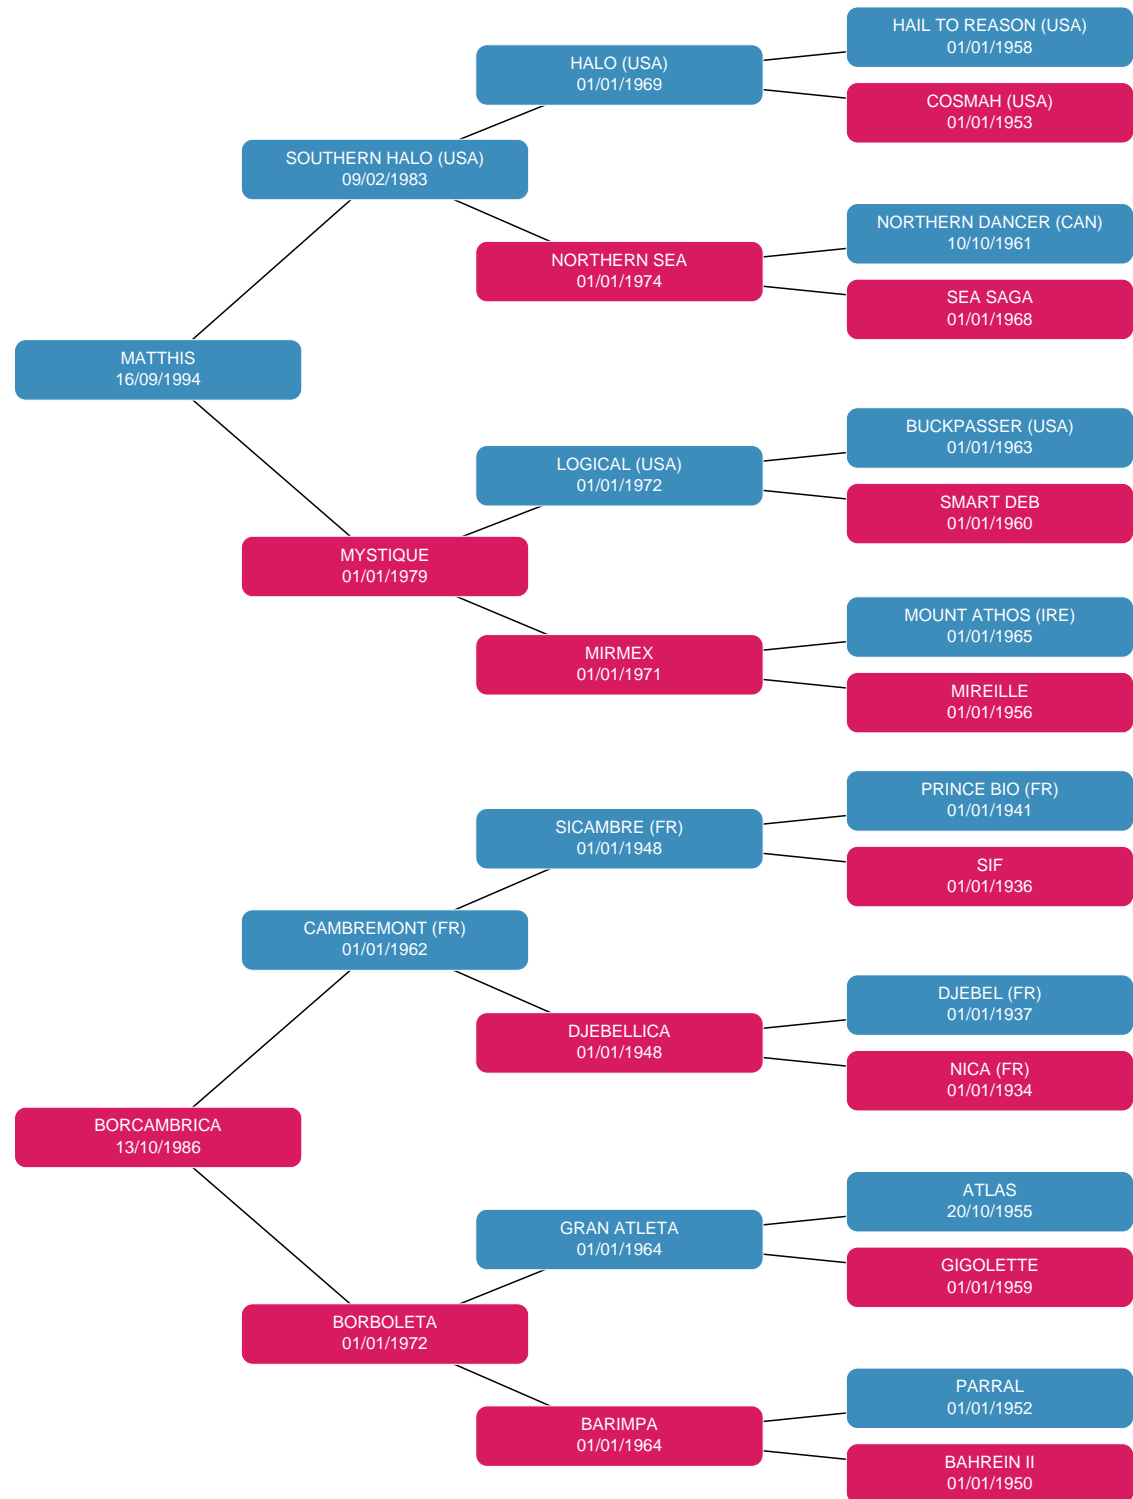 HAIL TO REASON (USA)
01/01/1958
HALO (USA)
01/01/1969
COSMAH (USA)
01/01/1953
SOUTHERN HALO (USA)
09/02/1983
NORTHERN DANCER (CAN)
10/10/1961
NORTHERN SEA
01/01/1974
SEA SAGA
01/01/1968
MATTHIS
16/09/1994
BUCKPASSER (USA)
01/01/1963
LOGICAL (USA)
01/01/1972
SMART DEB
01/01/1960
MYSTIQUE
01/01/1979
MOUNT ATHOS (IRE)
01/01/1965
MIRMEX
01/01/1971
MIREILLE
01/01/1956
PRINCE BIO (FR)
01/01/1941
SICAMBRE (FR)
01/01/1948
SIF
01/01/1936
CAMBREMONT (FR)
01/01/1962
DJEBEL (FR)
01/01/1937
DJEBELLICA
01/01/1948
NICA (FR)
01/01/1934
BORCAMBRICA
13/10/1986
ATLAS
20/10/1955
GRAN ATLETA
01/01/1964
GIGOLETTE
01/01/1959
BORBOLETA
01/01/1972
PARRAL
01/01/1952
BARIMPA
01/01/1964
BAHREIN II
01/01/1950